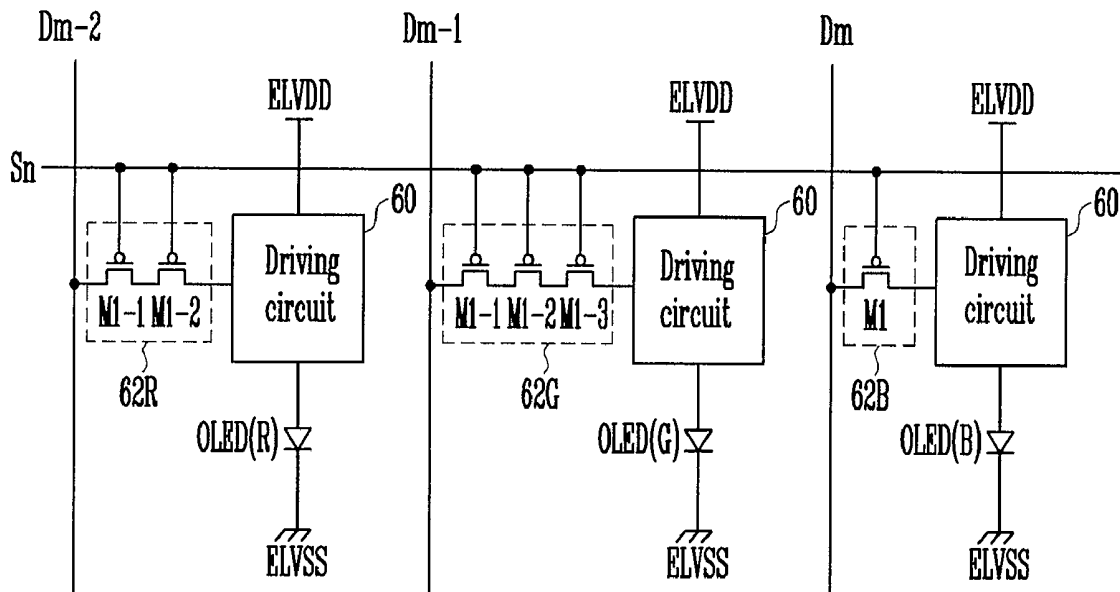 Dm-2 Dm-1 Dm
ELVDD ELVDD ELVDD
Sn
60 60 60
Driving circuit
Driving circuit
Driving circuit
M1-1 M1-2
M1-1 M1-2 M1-3
M1
62R 62G 62B
OLED(R) OLED(G) OLED(B)
ELVSS ELVSS ELVSS